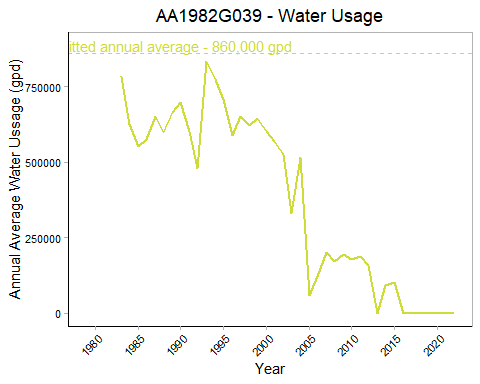 AA1982G039 - Water Usage
itted annual average - 860,000 gpd
Annual Average Water Ussage (gpd)
750000
500000
250000
0
1980 1985 1990 1995 2000 2005 2010 2015 2020
Year